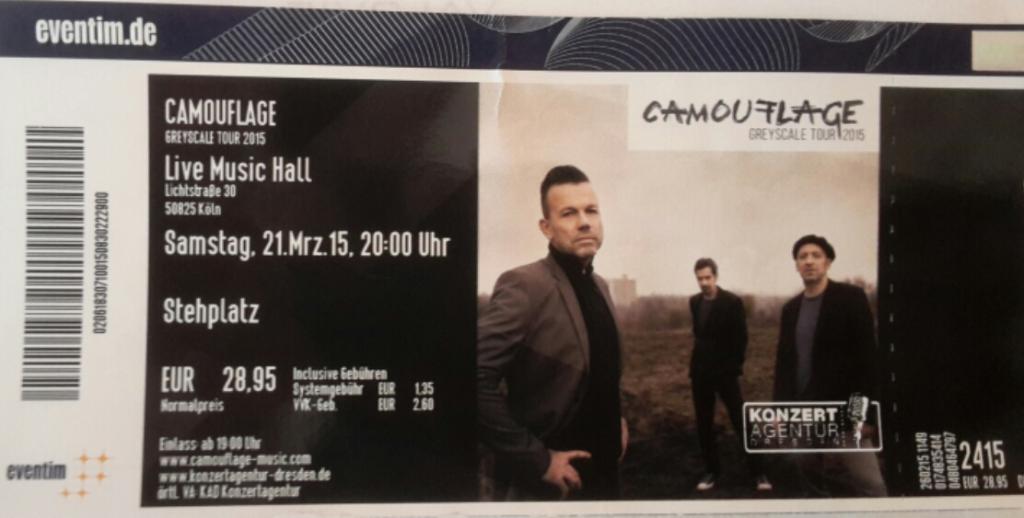 eventim.de
CAMOUFLAGE
GREYSCALE TOUR 2015
Live Music Hall
Lichtstraße 30
50825 Köln
Samstag, 21.Mrz.15, 20:00 Uhr
Stehplatz
EUR 28,95
Normalpreis
Inclusive Gebühren
Systemgebühr EUR 1.35
VVK-Geb. EUR 2.60
Einlass ab 19:00 Uhr
www.camouflage-music.com
www.konzertagentur-dresden.de
örtl. VA: KAD Konzertagentur
eventim
CAMOUFLAGE
GREYSCALE TOUR 2015
KONZERT
AGENTUR
DRESDEN
260215 1149
2415
EUR 28.95